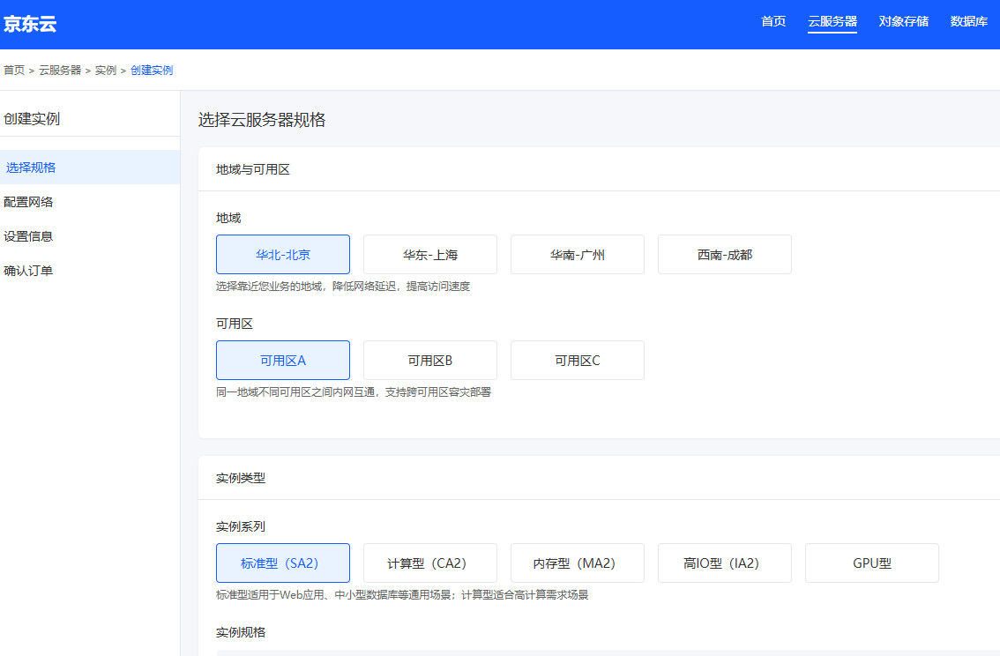 京东云
首页 云服务器 对象存储 数据库
首页 > 云服务器 > 实例 > 创建实例
创建实例
选择规格
配置网络
设置信息
确认订单
选择云服务器规格
地域与可用区
地域
华北-北京 华东-上海 华南-广州 西南-成都
选择靠近您业务的地域，降低网络延迟，提高访问速度
可用区
可用区A 可用区B 可用区C
同一地域不同可用区之间内网互通，支持跨可用区容灾部署
实例类型
实例系列
标准型（SA2） 计算型（CA2） 内存型（MA2） 高IO型（IA2） GPU型
标准型适用于Web应用、中小型数据库等通用场景；计算型适合高计算需求场景
实例规格